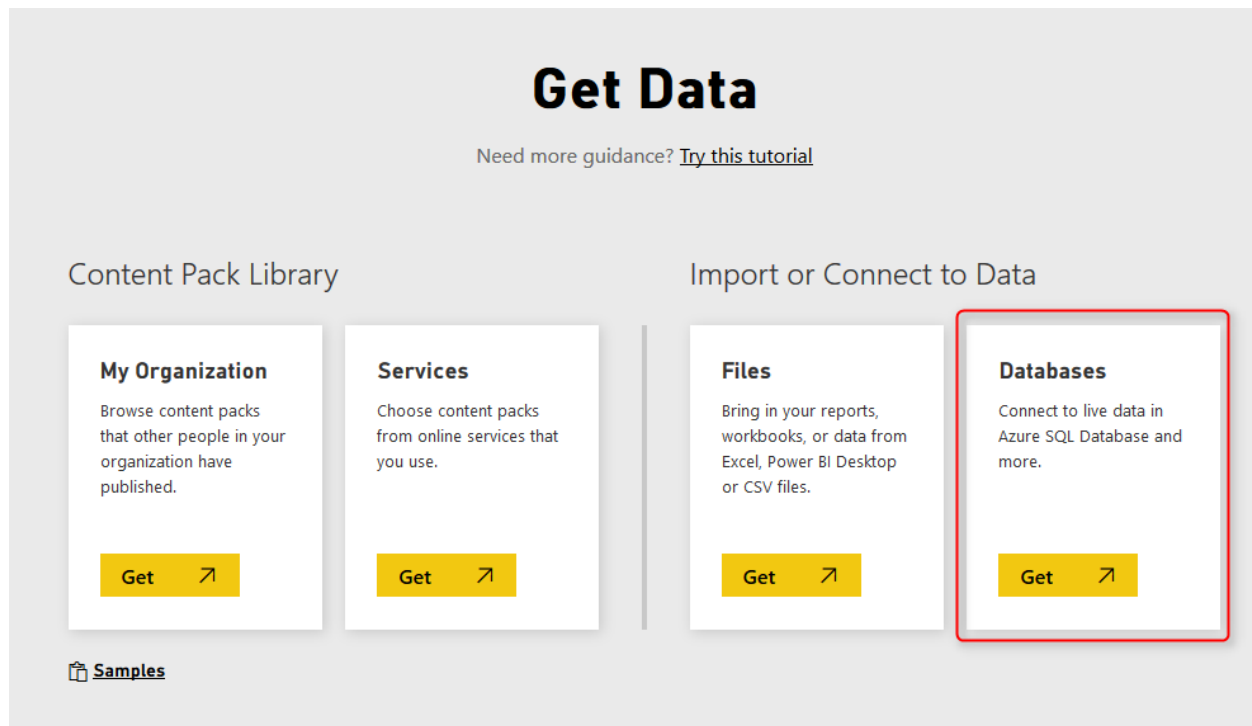 Get Data
Need more guidance? Try this tutorial
Content Pack Library
My Organization
Browse content packs
that other people in your
organization have
published.
Get
Services
Choose content packs
from online services that
you use.
Get
Import or Connect to Data
Files
Bring in your reports,
workbooks, or data from
Excel, Power BI Desktop
or CSV files.
Get
Databases
Connect to live data in
Azure SQL Database and
more.
Get
Samples